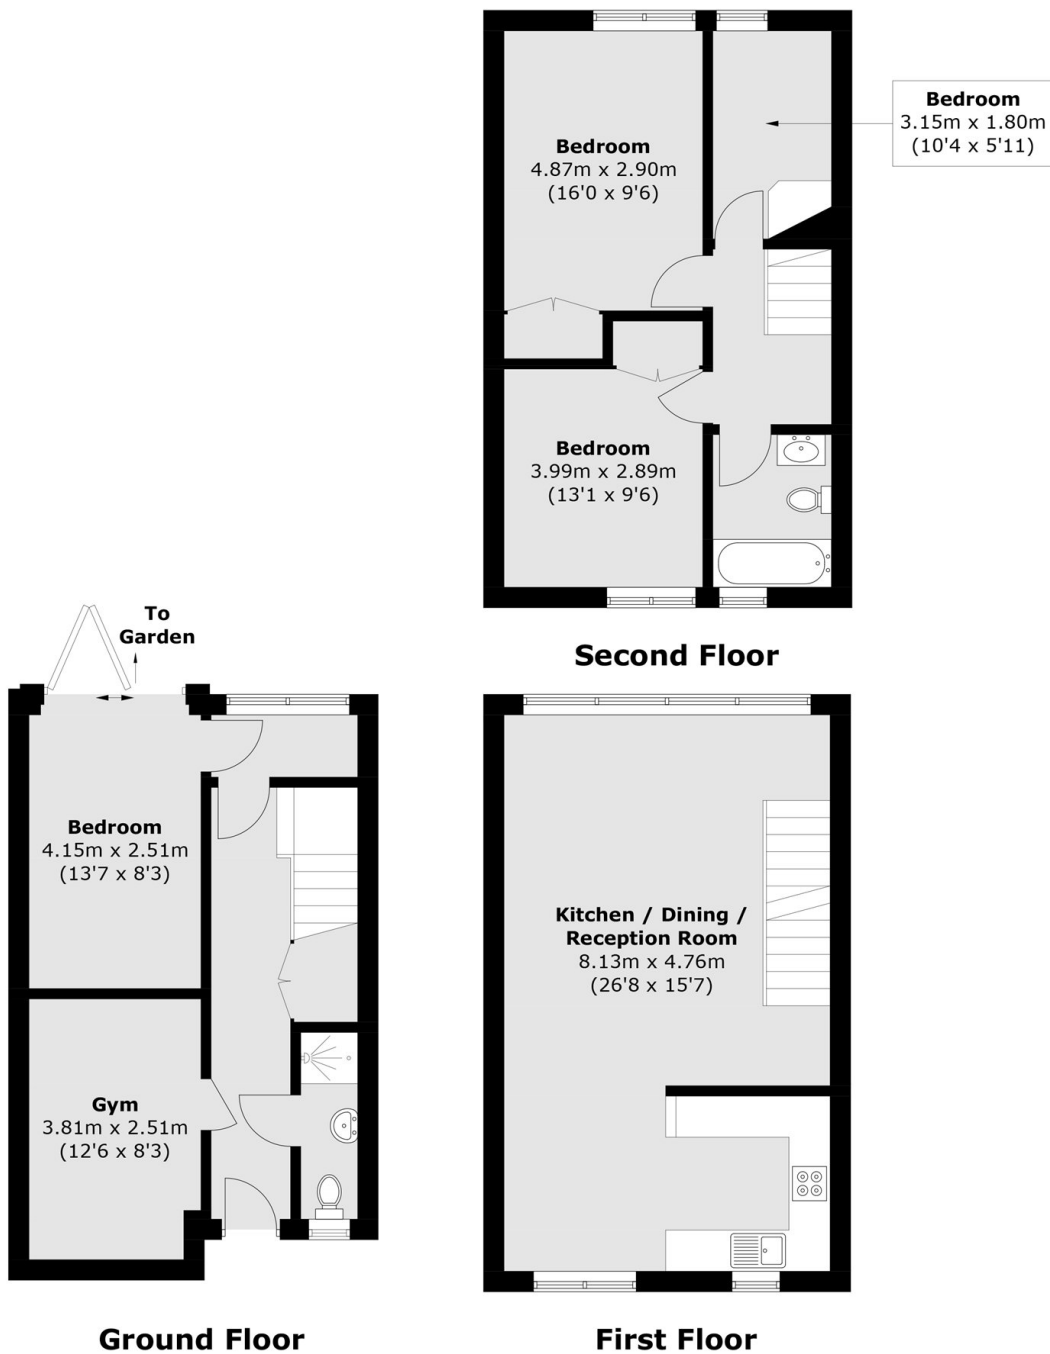 Bedroom
3.15m x 1.80m
(10'4 x 5'11)
Bedroom
4.87m x 2.90m
(16'0 x 9'6)
Bedroom
3.99m x 2.89m
(13'1 x 9'6)
Second Floor
To
Garden
Bedroom
4.15m x 2.51m
(13'7 x 8'3)
Gym
3.81m x 2.51m
(12'6 x 8'3)
Ground Floor
Kitchen / Dining /
Reception Room
8.13m x 4.76m
(26'8 x 15'7)
First Floor